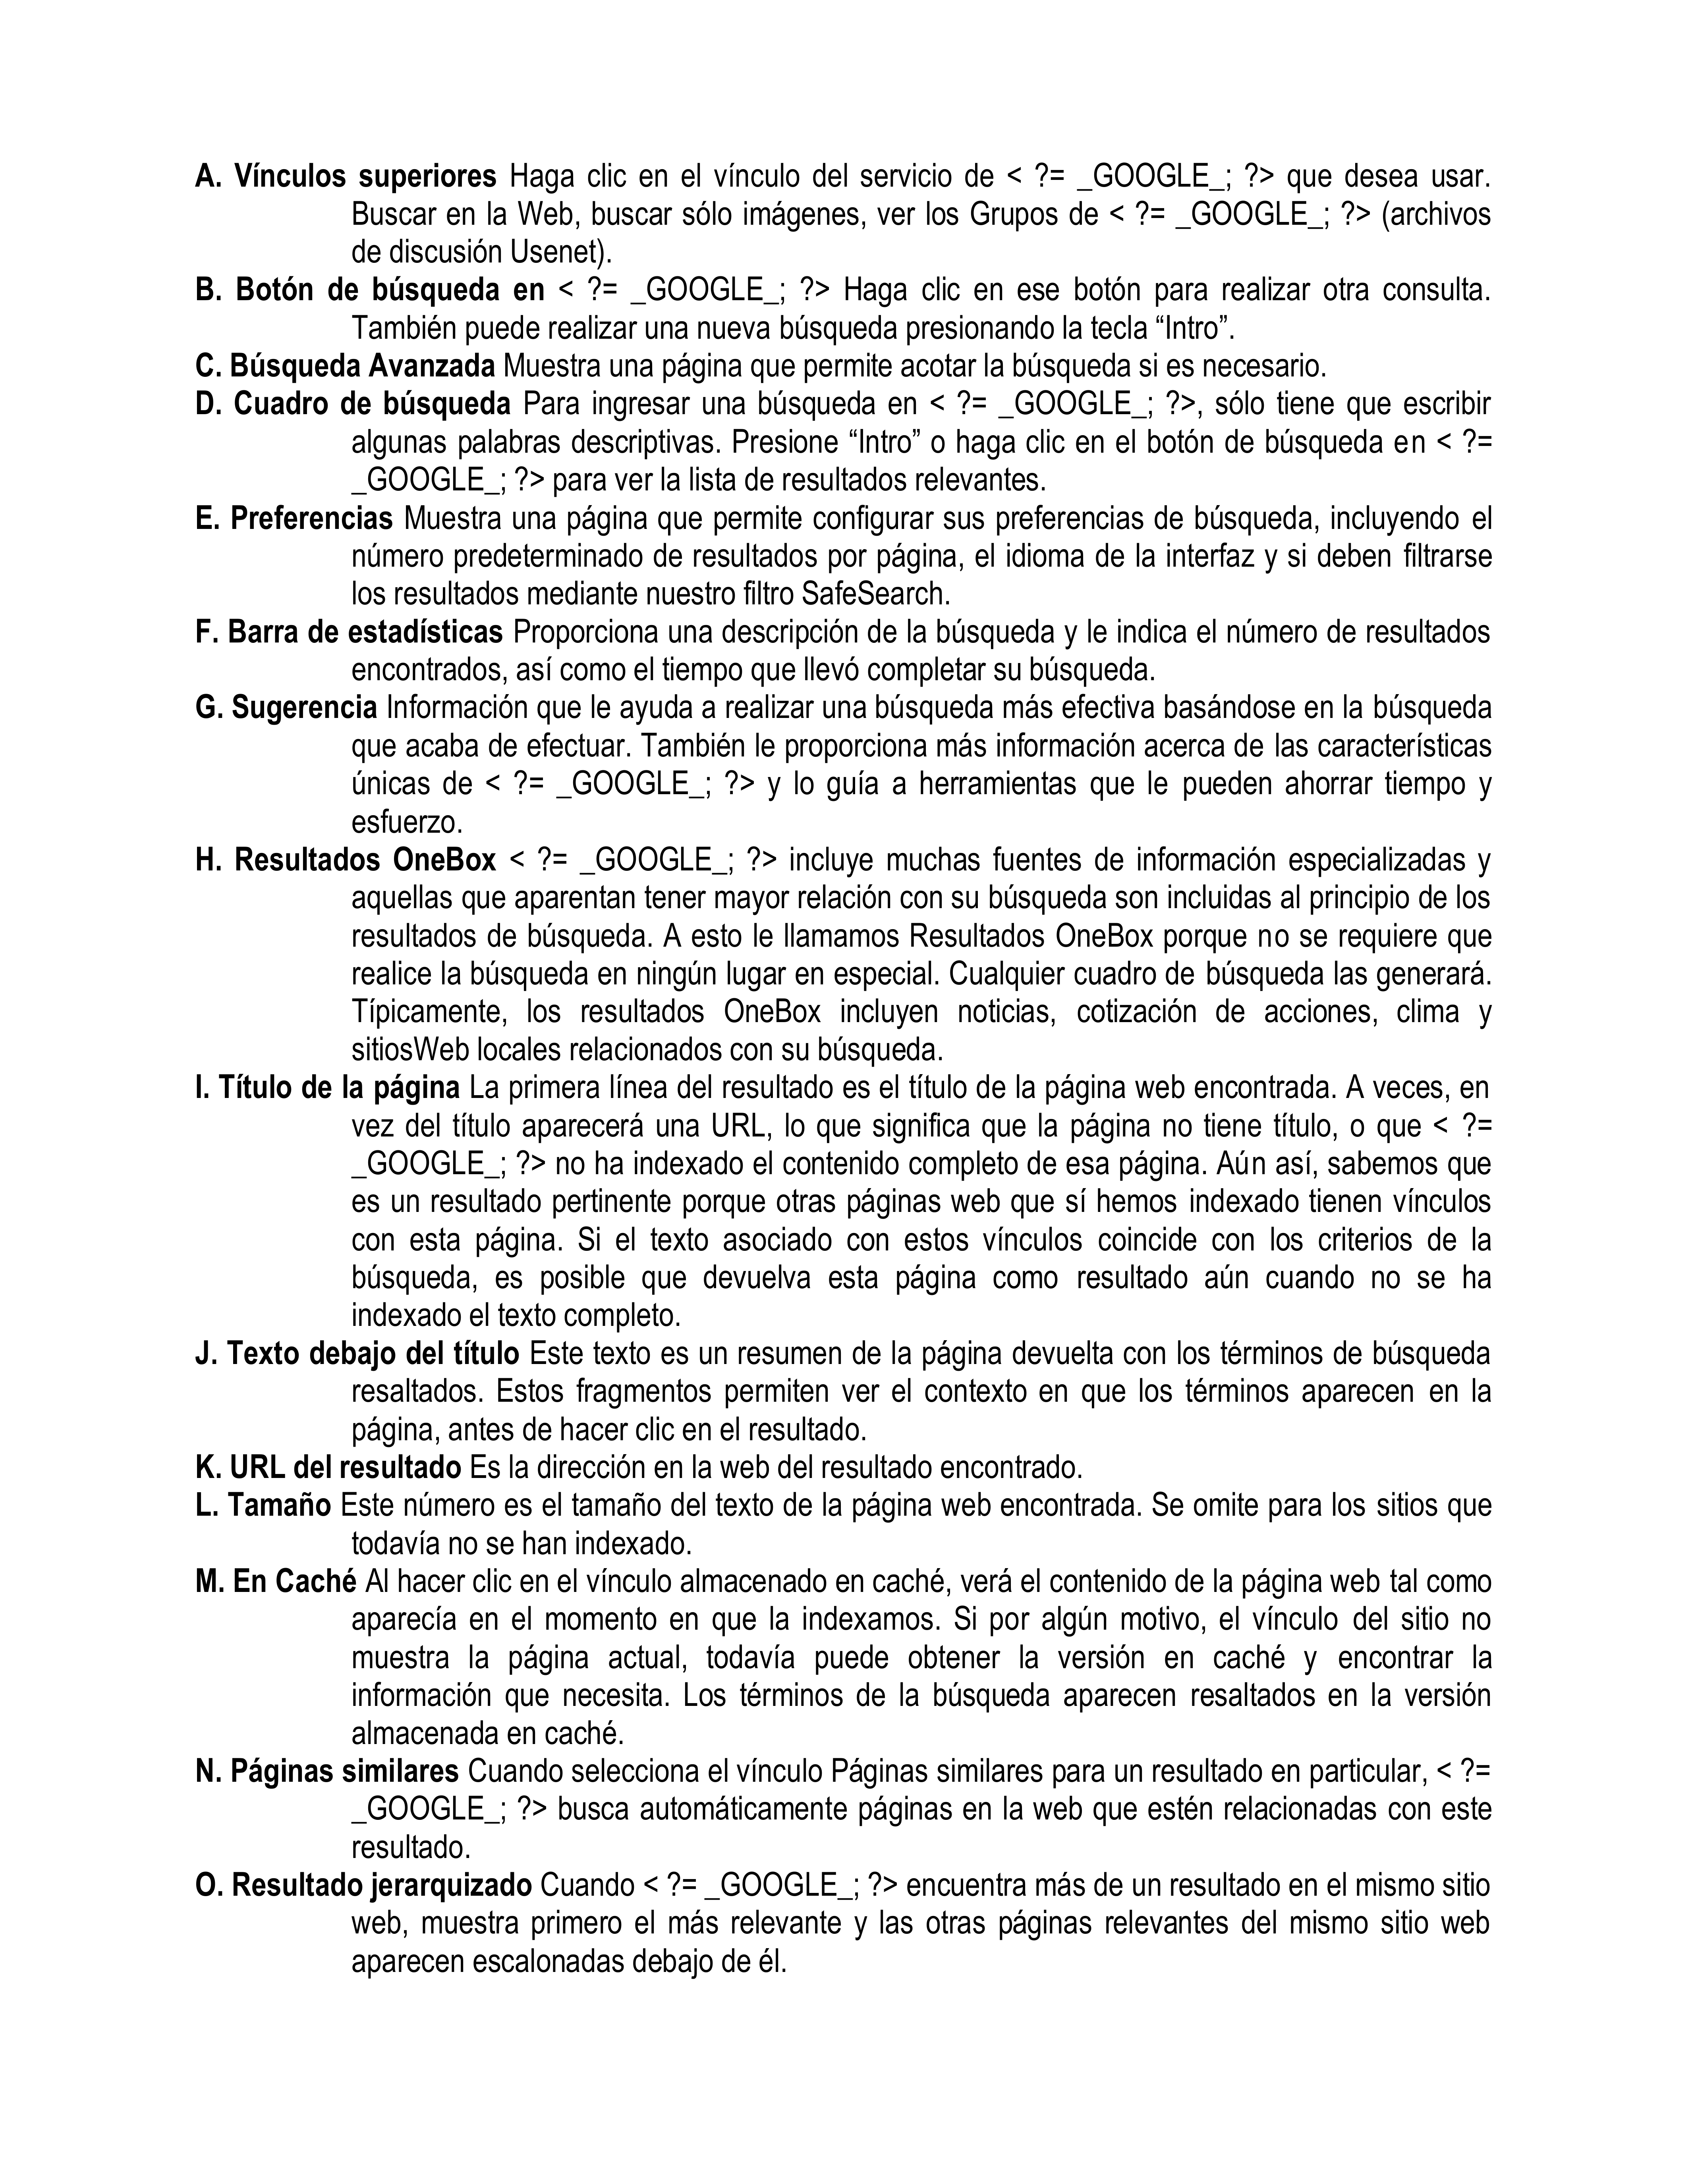 A. Vínculos superiores Haga clic en el vínculo del servicio de < ?= _GOOGLE_; ?> que desea usar.
Buscar en la Web, buscar sólo imágenes, ver los Grupos de < ?= _GOOGLE_; ?> (archivos
de discusión Usenet).
B. Botón de búsqueda en < ?= _GOOGLE_; ?> Haga clic en ese botón para realizar otra consulta.
También puede realizar una nueva búsqueda presionando la tecla “Intro”.
C. Búsqueda Avanzada Muestra una página que permite acotar la búsqueda si es necesario.
D. Cuadro de búsqueda Para ingresar una búsqueda en < ?= _GOOGLE_; ?>, sólo tiene que escribir
algunas palabras descriptivas. Presione “Intro” o haga clic en el botón de búsqueda en < ?=
_GOOGLE_; ?> para ver la lista de resultados relevantes.
E. Preferencias Muestra una página que permite configurar sus preferencias de búsqueda, incluyendo el
número predeterminado de resultados por página, el idioma de la interfaz y si deben filtrarse
los resultados mediante nuestro filtro SafeSearch.
F. Barra de estadísticas Proporciona una descripción de la búsqueda y le indica el número de resultados
encontrados, así como el tiempo que llevó completar su búsqueda.
G. Sugerencia Información que le ayuda a realizar una búsqueda más efectiva basándose en la búsqueda
que acaba de efectuar. También le proporciona más información acerca de las características
únicas de < ?= _GOOGLE_; ?> y lo guía a herramientas que le pueden ahorrar tiempo y
esfuerzo.
H. Resultados OneBox < ?= _GOOGLE_; ?> incluye muchas fuentes de información especializadas y
aquellas que aparentan tener mayor relación con su búsqueda son incluidas al principio de los
resultados de búsqueda. A esto le llamamos Resultados OneBox porque no se requiere que
realice la búsqueda en ningún lugar en especial. Cualquier cuadro de búsqueda las generará.
Típicamente, los resultados OneBox incluyen noticias, cotización de acciones, clima y
sitiosWeb locales relacionados con su búsqueda.
I. Título de la página La primera línea del resultado es el título de la página web encontrada. A veces, en
vez del título aparecerá una URL, lo que significa que la página no tiene título, o que < ?=
_GOOGLE_; ?> no ha indexado el contenido completo de esa página. Aún así, sabemos que
es un resultado pertinente porque otras páginas web que sí hemos indexado tienen vínculos
con esta página. Si el texto asociado con estos vínculos coincide con los criterios de la
búsqueda, es posible que devuelva esta página como resultado aún cuando no se ha
indexado el texto completo.
J. Texto debajo del título Este texto es un resumen de la página devuelta con los términos de búsqueda
resaltados. Estos fragmentos permiten ver el contexto en que los términos aparecen en la
página, antes de hacer clic en el resultado.
K. URL del resultado Es la dirección en la web del resultado encontrado.
L. Tamaño Este número es el tamaño del texto de la página web encontrada. Se omite para los sitios que
todavía no se han indexado.
M. En Caché Al hacer clic en el vínculo almacenado en caché, verá el contenido de la página web tal como
aparecía en el momento en que la indexamos. Si por algún motivo, el vínculo del sitio no
muestra la página actual, todavía puede obtener la versión en caché y encontrar la
información que necesita. Los términos de la búsqueda aparecen resaltados en la versión
almacenada en caché.
N. Páginas similares Cuando selecciona el vínculo Páginas similares para un resultado en particular, < ?=
_GOOGLE_; ?> busca automáticamente páginas en la web que estén relacionadas con este
resultado.
O. Resultado jerarquizado Cuando < ?= _GOOGLE_; ?> encuentra más de un resultado en el mismo sitio
web, muestra primero el más relevante y las otras páginas relevantes del mismo sitio web
aparecen escalonadas debajo de él.